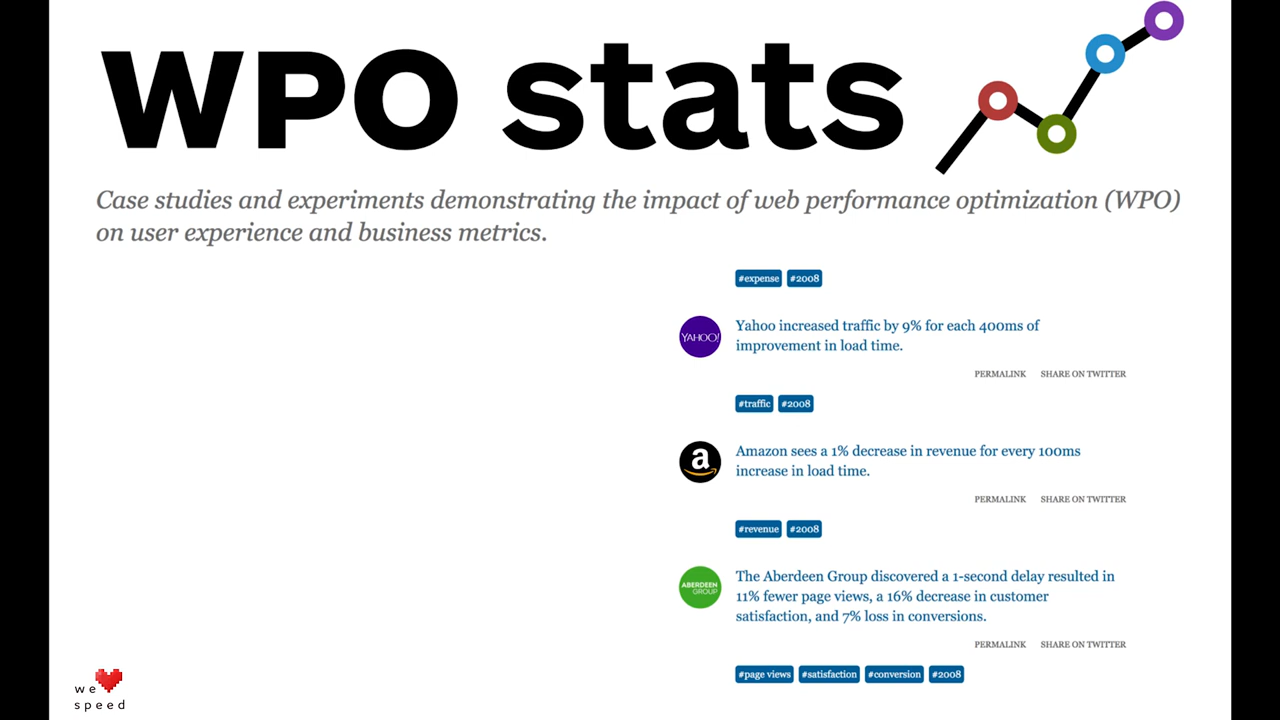 WPO stats
Case studies and experiments demonstrating the impact of web performance optimization (WPO)
on user experience and business metrics.
#expense #2008
YAHOO!
Yahoo increased traffic by 9% for each 400ms of
improvement in load time.
PERMALINK SHARE ON TWITTER
#traffic #2008
a
Amazon sees a 1% decrease in revenue for every 100ms
increase in load time.
PERMALINK SHARE ON TWITTER
#revenue #2008
ABERDEEN
GROUP
The Aberdeen Group discovered a 1-second delay resulted in
11% fewer page views, a 16% decrease in customer
satisfaction, and 7% loss in conversions.
PERMALINK SHARE ON TWITTER
#page views #satisfaction #conversion #2008
we
speed